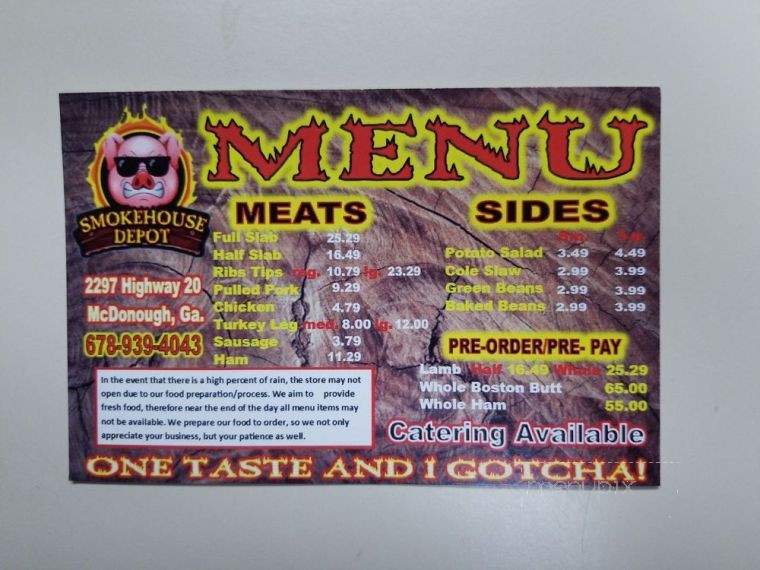 MENU
SMOKEHOUSE
DEPOT
2297 Highway 20
McDonough, Ga.
678-939-4043
MEATS
Full Slab 25.29
Half Slab 16.49
Ribs Tips reg. 10.79 lg. 23.29
Pulled Pork 9.29
Chicken 4.79
Turkey Leg med. 8.00 lg. 12.00
Sausage 3.79
Ham 11.29
SIDES
Reg Lrg
Potato Salad 3.49 4.49
Cole Slaw 2.99 3.99
Green Beans 2.99 3.99
Baked Beans 2.99 3.99
PRE-ORDER/PRE- PAY
Lamb Half 16.49 Whole 25.29
Whole Boston Butt 65.00
Whole Ham 55.00
In the event that there is a high percent of rain, the store may not
open due to our food preparation/process. We aim to provide
fresh food, therefore near the end of the day all menu items may
not be available. We prepare our food to order, so we not only
appreciate your business, but your patience as well.
Catering Available
ONE TASTE AND I GOTCHA!
menupix